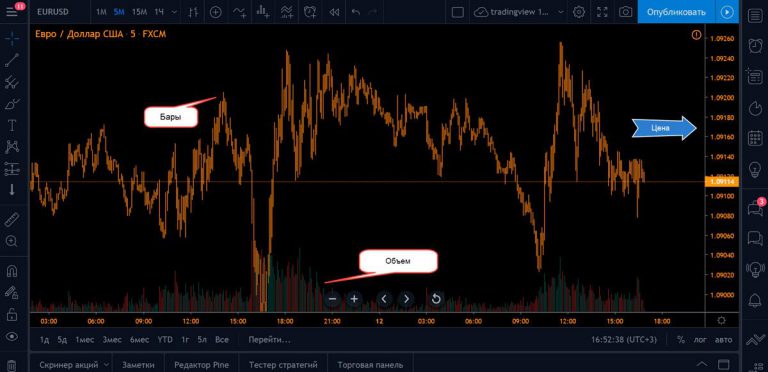 11
EURUSD
1М 5М 15М 1Ч
tradingview 1...
Опубликовать
Евро / Доллар США · 5 · FXCM
1.09260
1.09240
1.09220
1.09200
1.09180
1.09160
1.09140
1.09120
1.09114
1.09100
1.09080
1.09060
1.09040
1.09020
1.09000
Бары
Цена
Объем
3
03:00 06:00 09:00 12:00 15:00 18:00 21:00 12 03:00 06:00 09:00 12:00 15:00 18:00
1д 5д 1мес 3мес 6мес YTD 1г 5л Все Перейти...
16:52:38 (UTC+3) % лог авто
Скринер акций Заметки Редактор Pine Тестер стратегий Торговая панель